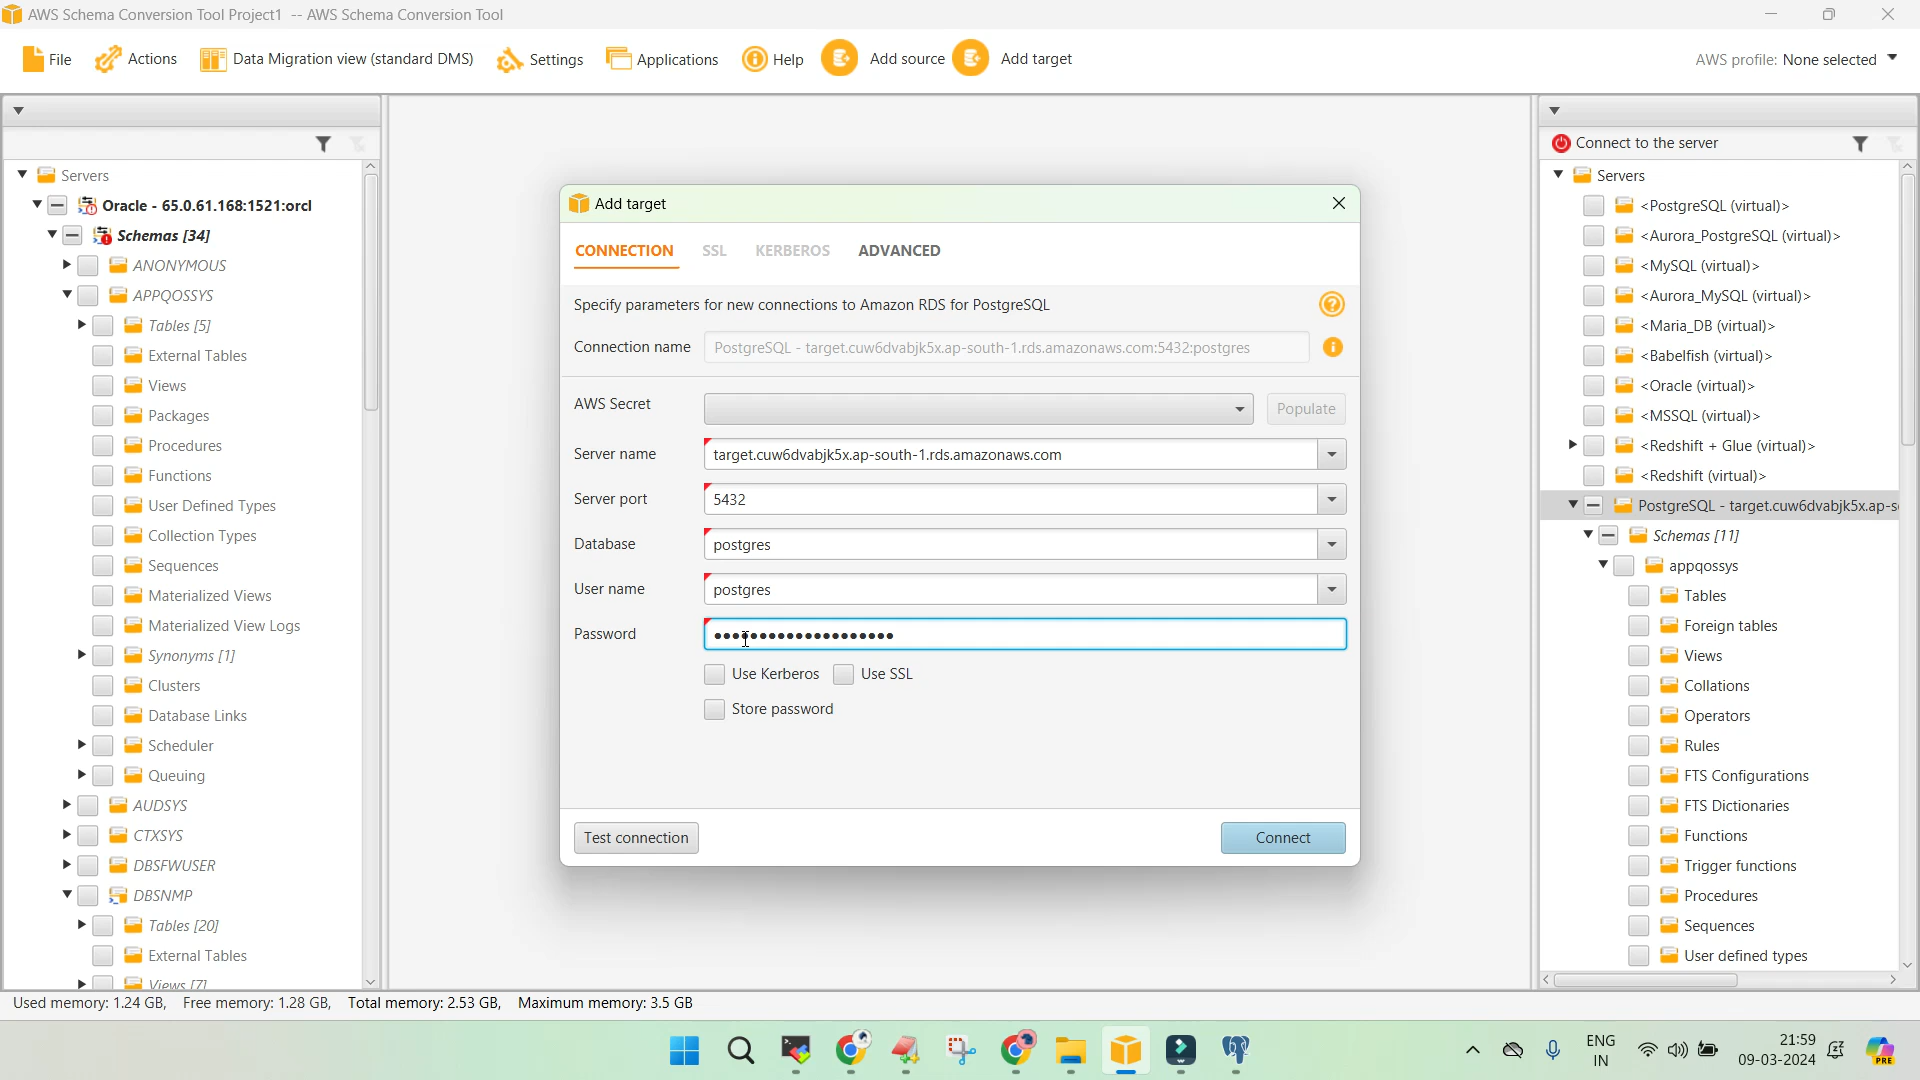 AWS Schema Conversion Tool Project1 -- AWS Schema Conversion Tool
File
Actions
Data Migration view (standard DMS)
Settings
Applications
Help
Add source
Add target
AWS profile: None selected
Servers
Oracle - 65.0.61.168:1521:orcl
Schemas [34]
ANONYMOUS
APPQOSSYS
Tables [5]
External Tables
Views
Packages
Procedures
Functions
User Defined Types
Collection Types
Sequences
Materialized Views
Materialized View Logs
Synonyms [1]
Clusters
Database Links
Scheduler
Queuing
AUDSYS
CTXSYS
DBSFWUSER
DBSNMP
Tables [20]
External Tables
Views [7]
Add target
CONNECTION
SSL
KERBEROS
ADVANCED
Specify parameters for new connections to Amazon RDS for PostgreSQL
Connection name
PostgreSQL - target.cuw6dvabjk5x.ap-south-1.rds.amazonaws.com:5432:postgres
AWS Secret
Populate
Server name
target.cuw6dvabjk5x.ap-south-1.rds.amazonaws.com
Server port
5432
Database
postgres
User name
postgres
Password
Use Kerberos
Use SSL
Store password
Test connection
Connect
Connect to the server
Servers
<PostgreSQL (virtual)>
<Aurora_PostgreSQL (virtual)>
<MySQL (virtual)>
<Aurora_MySQL (virtual)>
<Maria_DB (virtual)>
<Babelfish (virtual)>
<Oracle (virtual)>
<MSSQL (virtual)>
<Redshift + Glue (virtual)>
<Redshift (virtual)>
PostgreSQL - target.cuw6dvabjk5x.ap-s
Schemas [11]
appqossys
Tables
Foreign tables
Views
Collations
Operators
Rules
FTS Configurations
FTS Dictionaries
Functions
Trigger functions
Procedures
Sequences
User defined types
Used memory: 1.24 GB, Free memory: 1.28 GB, Total memory: 2.53 GB, Maximum memory: 3.5 GB
ENG
IN
21:59
09-03-2024
PRE